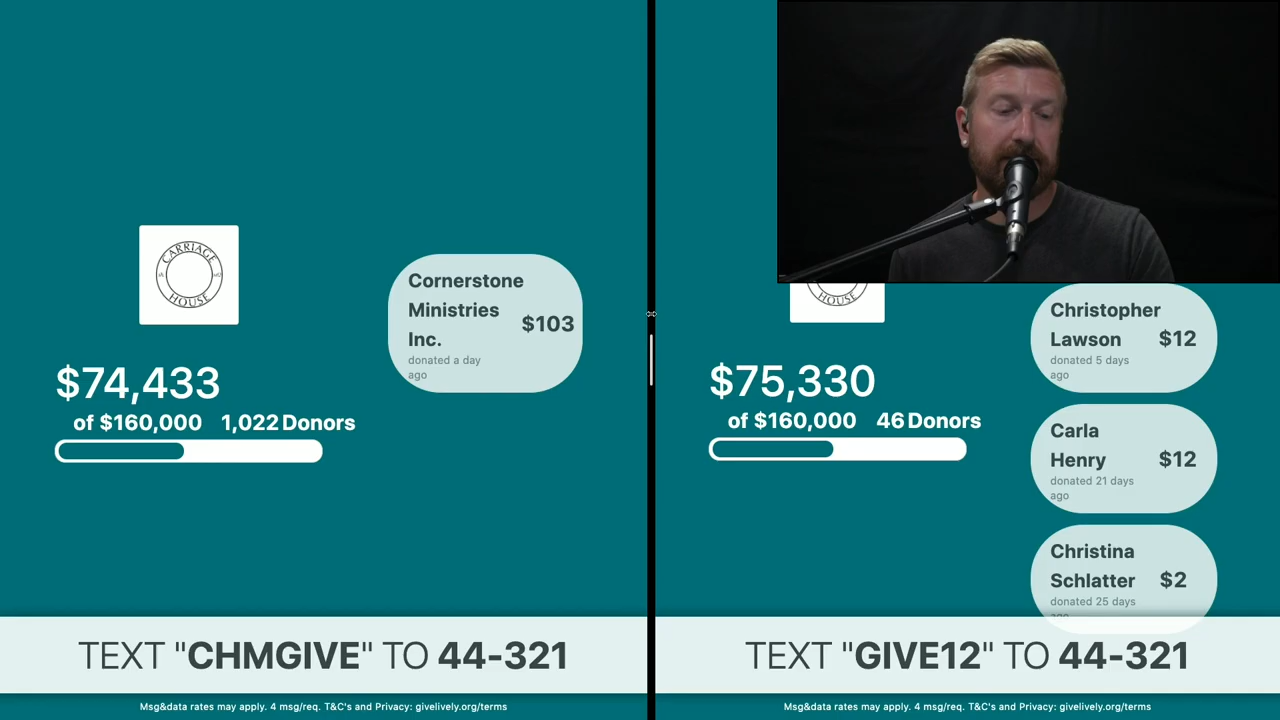 CARRIAGE
HOUSE
Cornerstone
Ministries
Inc.
$103
donated a day
ago
$74,433
of $160,000 1,022 Donors
TEXT "CHMGIVE" TO 44-321
Msg&data rates may apply. 4 msg/req. T&C's and Privacy: givelively.org/terms
HOUSE
Christopher
Lawson
$12
donated 5 days
ago
$75,330
of $160,000 46 Donors
Carla
Henry
$12
donated 21 days
ago
Christina
Schlatter
$2
donated 25 days
ago
TEXT "GIVE12" TO 44-321
Msg&data rates may apply. 4 msg/req. T&C's and Privacy: givelively.org/terms